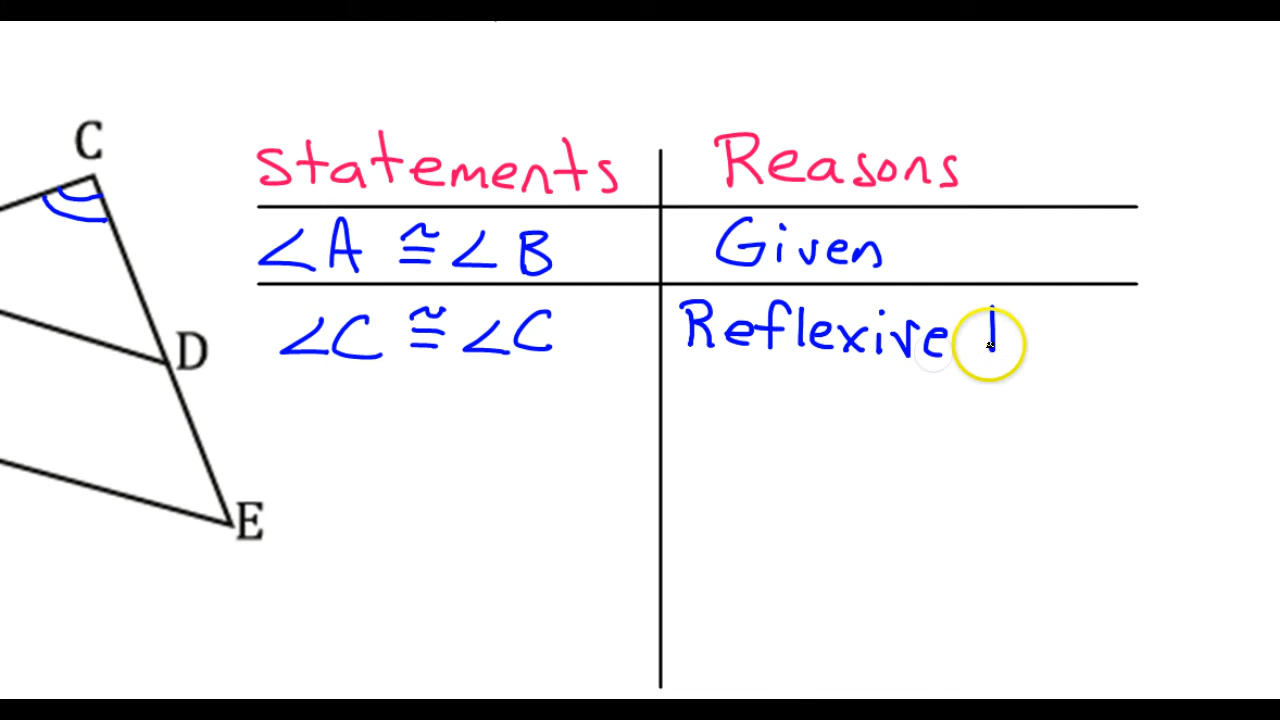 C
Statements Reasons
∠A ≅ ∠B Given
∠C ≅ ∠C Reflexive
D
E